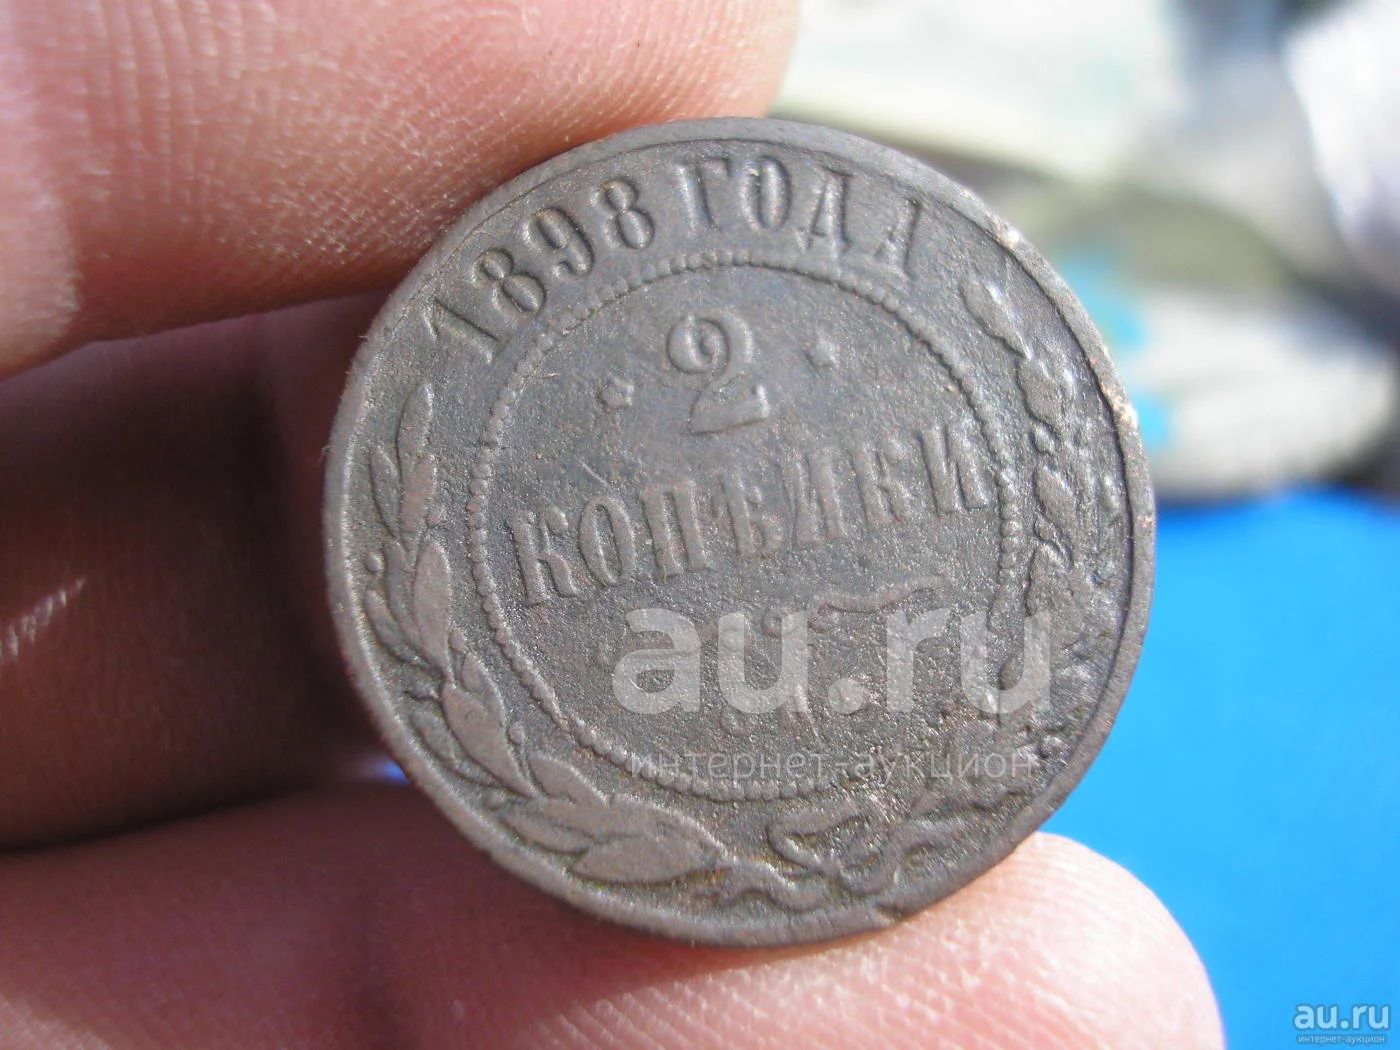 1898 ГОДА
2
КОПѢЙКИ
С.П.Б.
au.ru
интернет-аукцион
au.ru
интернет-аукцион